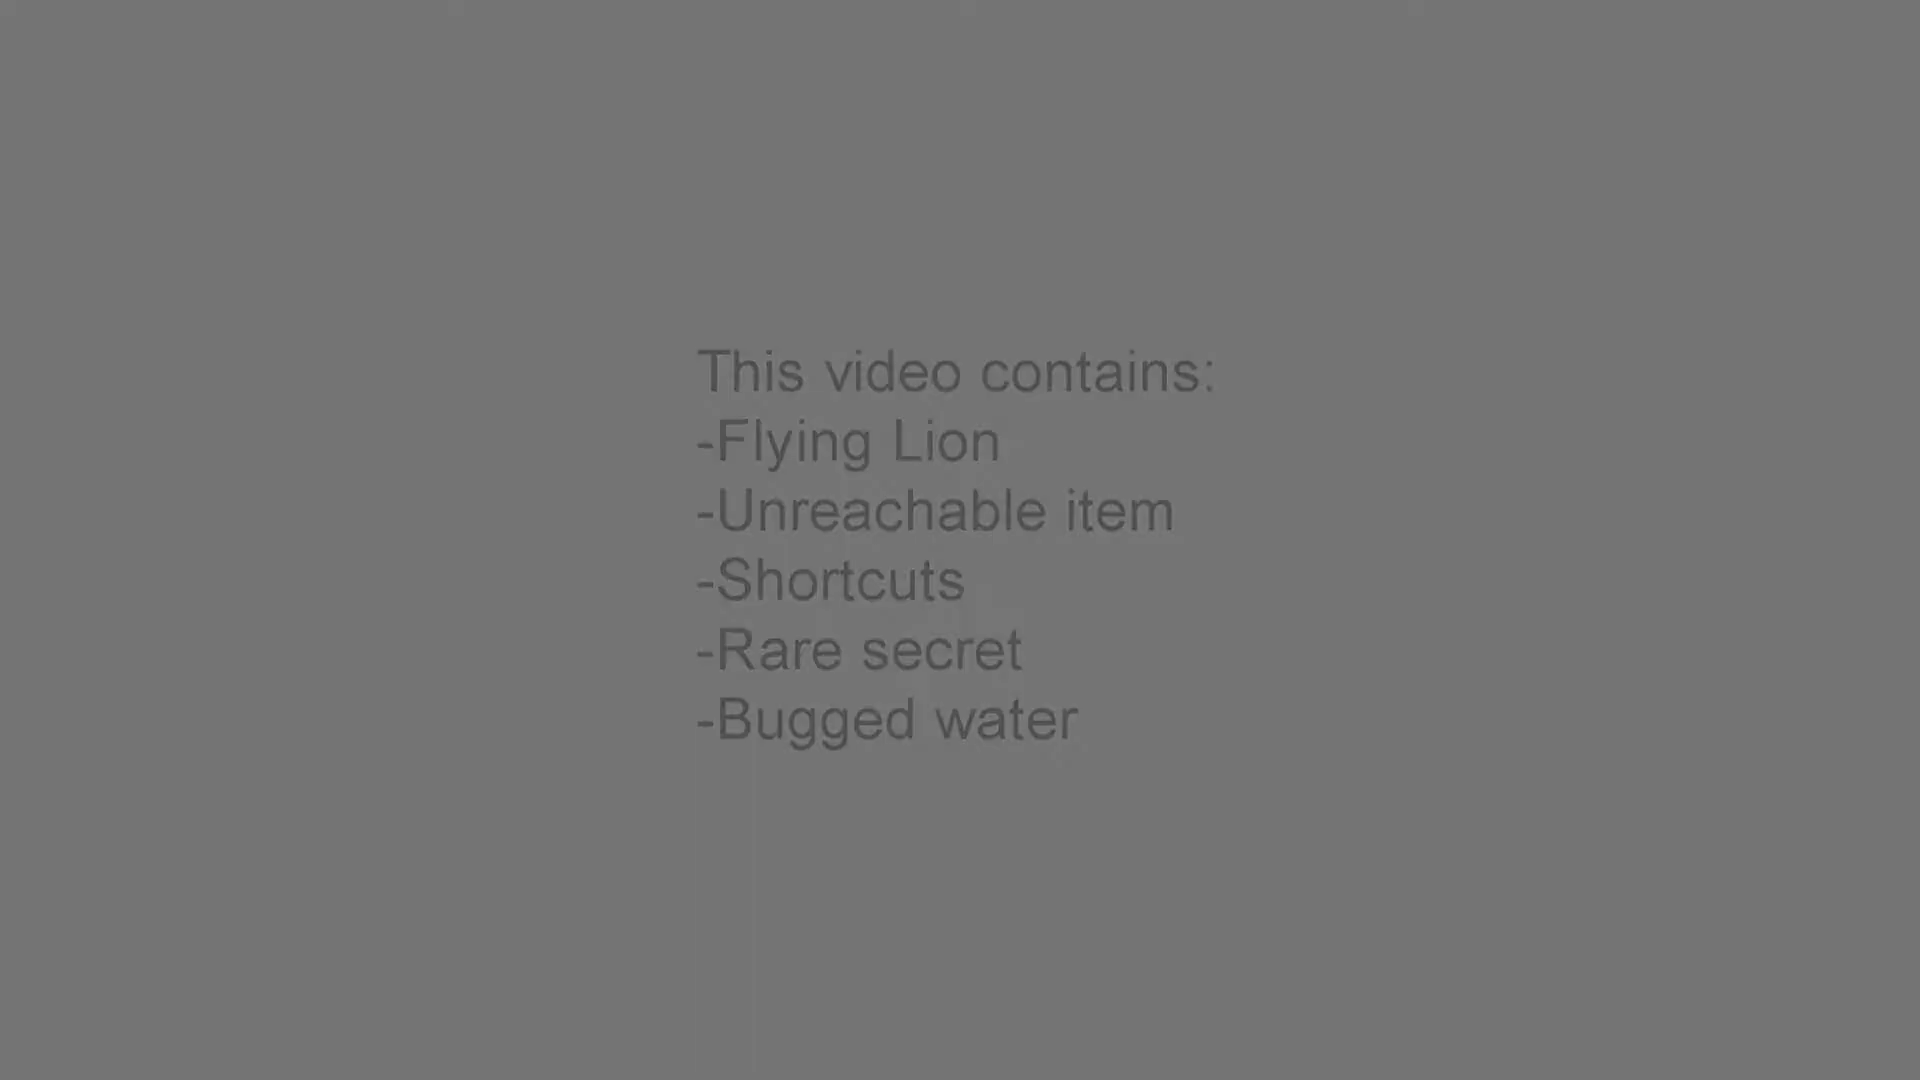 This video contains:
-Flying Lion
-Unreachable item
-Shortcuts
-Rare secret
-Bugged water